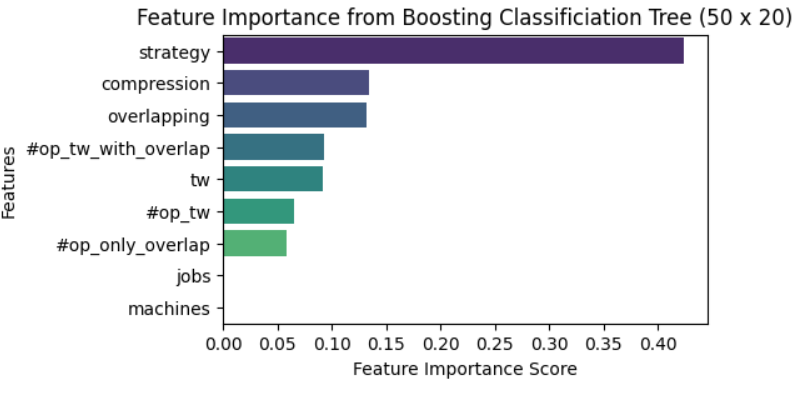 Feature Importance from Boosting Classificiation Tree (50 x 20)
Features
strategy
compression
overlapping
#op_tw_with_overlap
tw
#op_tw
#op_only_overlap
jobs
machines
0.00 0.05 0.10 0.15 0.20 0.25 0.30 0.35 0.40
Feature Importance Score